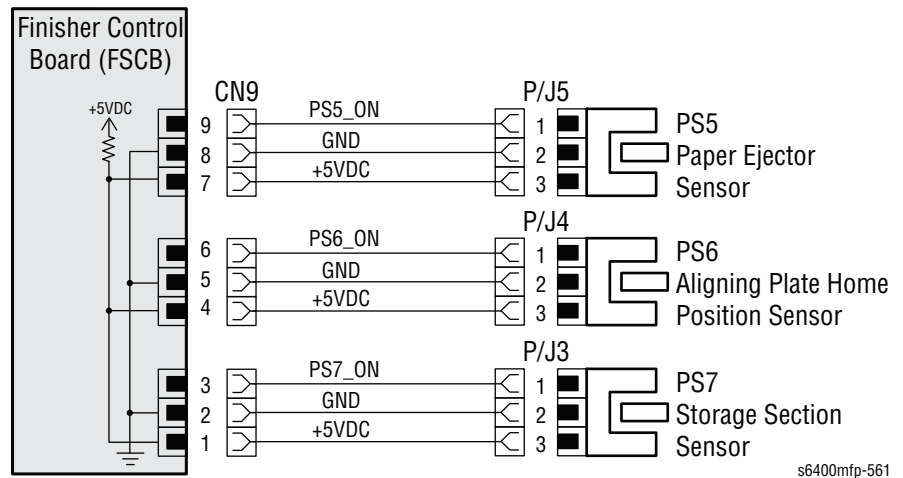 Finisher Control
Board (FSCB)
+5VDC
CN9
P/J5
9
PS5_ON
1
8
GND
2
7
+5VDC
3
PS5
Paper Ejector
Sensor
P/J4
6
PS6_ON
1
5
GND
2
4
+5VDC
3
PS6
Aligning Plate Home
Position Sensor
P/J3
3
PS7_ON
1
2
GND
2
1
+5VDC
3
PS7
Storage Section
Sensor
s6400mfp-561